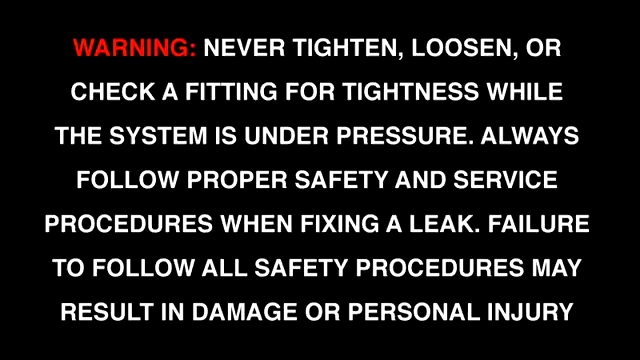 WARNING: NEVER TIGHTEN, LOOSEN, OR
CHECK A FITTING FOR TIGHTNESS WHILE
THE SYSTEM IS UNDER PRESSURE. ALWAYS
FOLLOW PROPER SAFETY AND SERVICE
PROCEDURES WHEN FIXING A LEAK. FAILURE
TO FOLLOW ALL SAFETY PROCEDURES MAY
RESULT IN DAMAGE OR PERSONAL INJURY